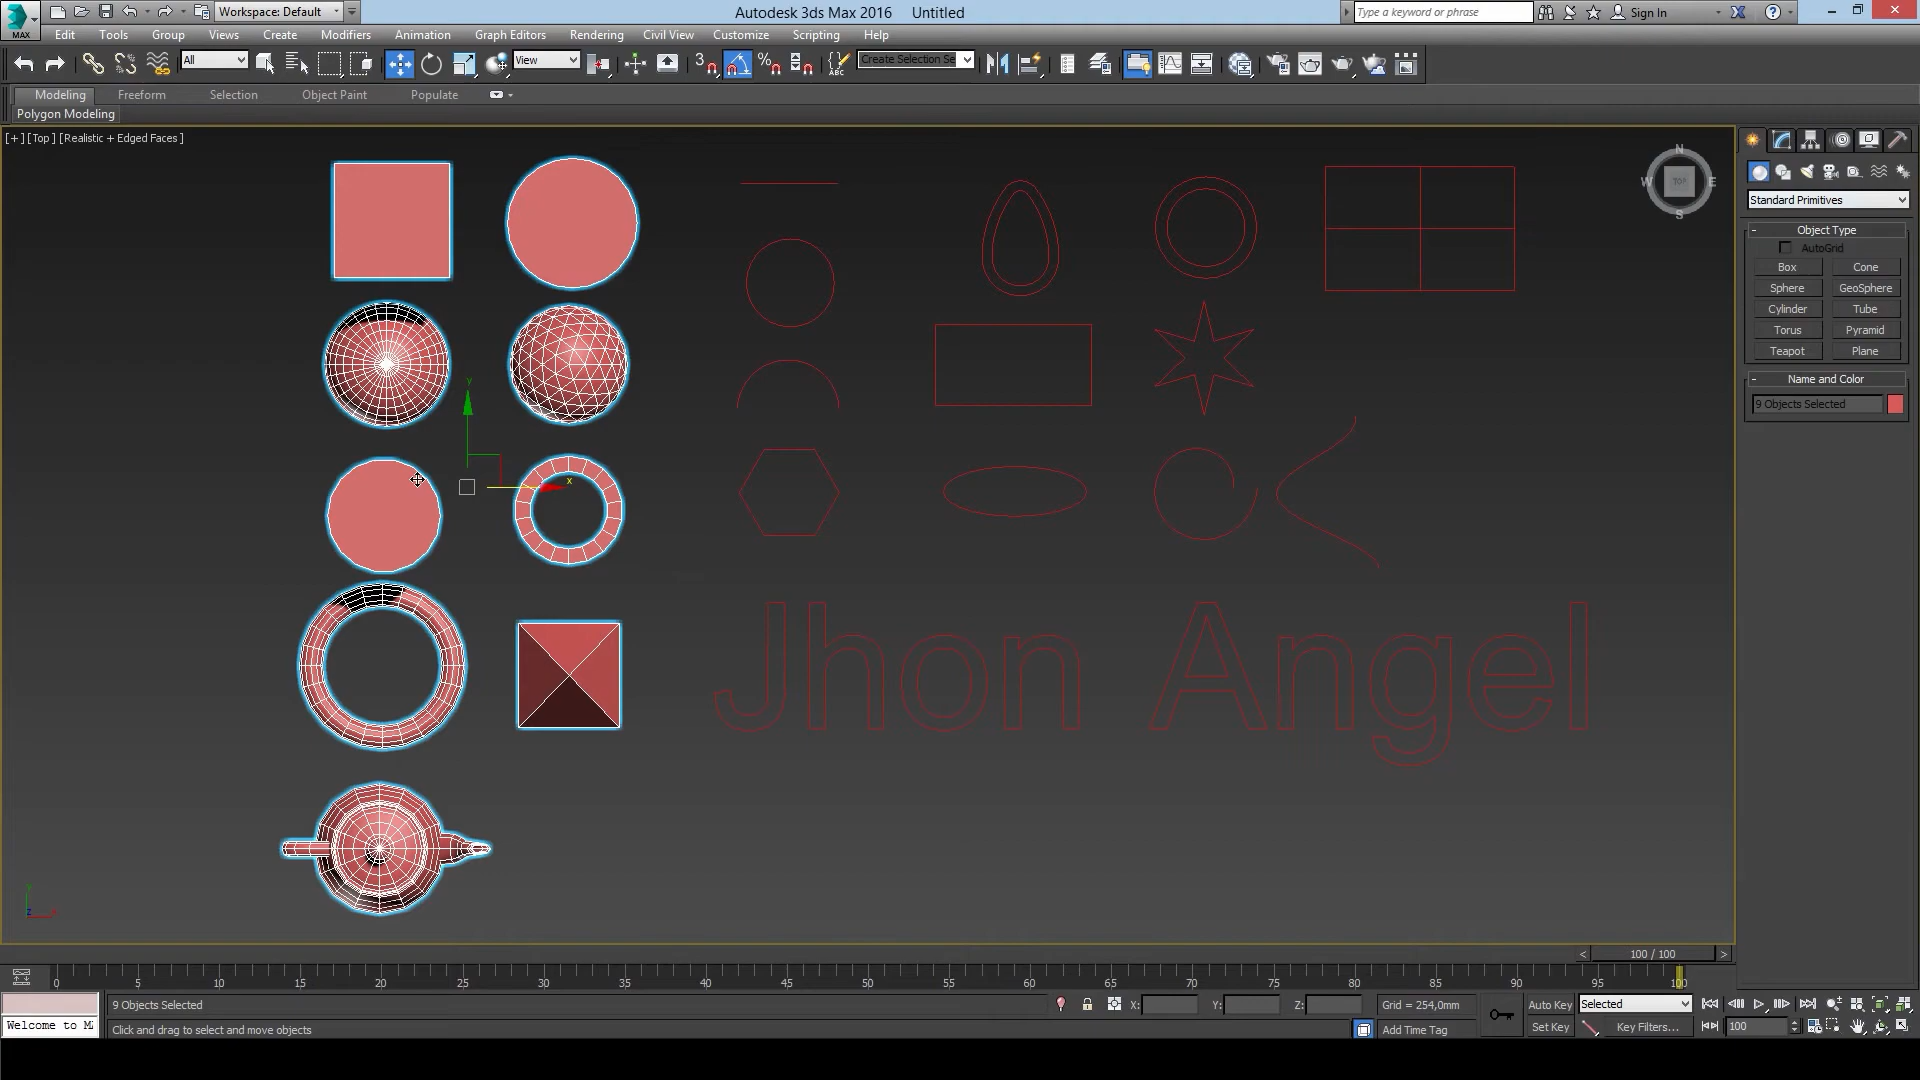 Workspace: Default
Autodesk 3ds Max 2016 Untitled
Type a keyword or phrase
Sign In
MAX
Edit Tools Group Views Create Modifiers Animation Graph Editors Rendering Civil View Customize Scripting Help
All
View
3
%
ABC
Create Selection Se
Modeling Freeform Selection Object Paint Populate
Polygon Modeling
[+] [Top] [Realistic + Edged Faces]
N
W TOP E
S
Standard Primitives
- Object Type
AutoGrid
Box Cone
Sphere GeoSphere
Cylinder Tube
Torus Pyramid
Teapot Plane
- Name and Color
9 Objects Selected
y
x
Jhon Angel
< 100 / 100 >
0 5 10 15 20 25 30 35 40 45 50 55 60 65 70 75 80 85 90 95 100
9 Objects Selected
X: Y: Z: Grid = 254,0mm
Auto Key Selected
Welcome to M
Click and drag to select and move objects
Add Time Tag
Set Key Key Filters... 100